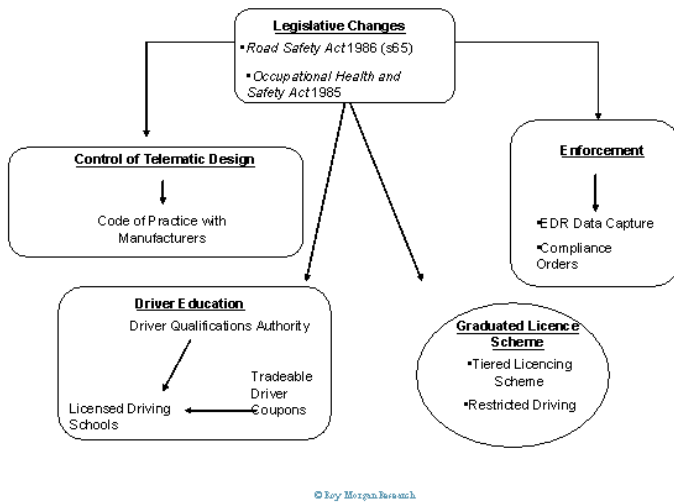 Legislative Changes
▪Road Safety Act 1986 (s65)
▪Occupational Health and
Safety Act 1985
Control of Telematic Design
Code of Practice with
Manufacturers
Enforcement
▪EDR Data Capture
▪Compliance
Orders
Driver Education
Driver Qualifications Authority
Tradeable
Driver
Coupons
Licensed Driving
Schools
Graduated Licence
Scheme
▪Tiered Licencing
Scheme
▪Restricted Driving
© Roy Morgan Research